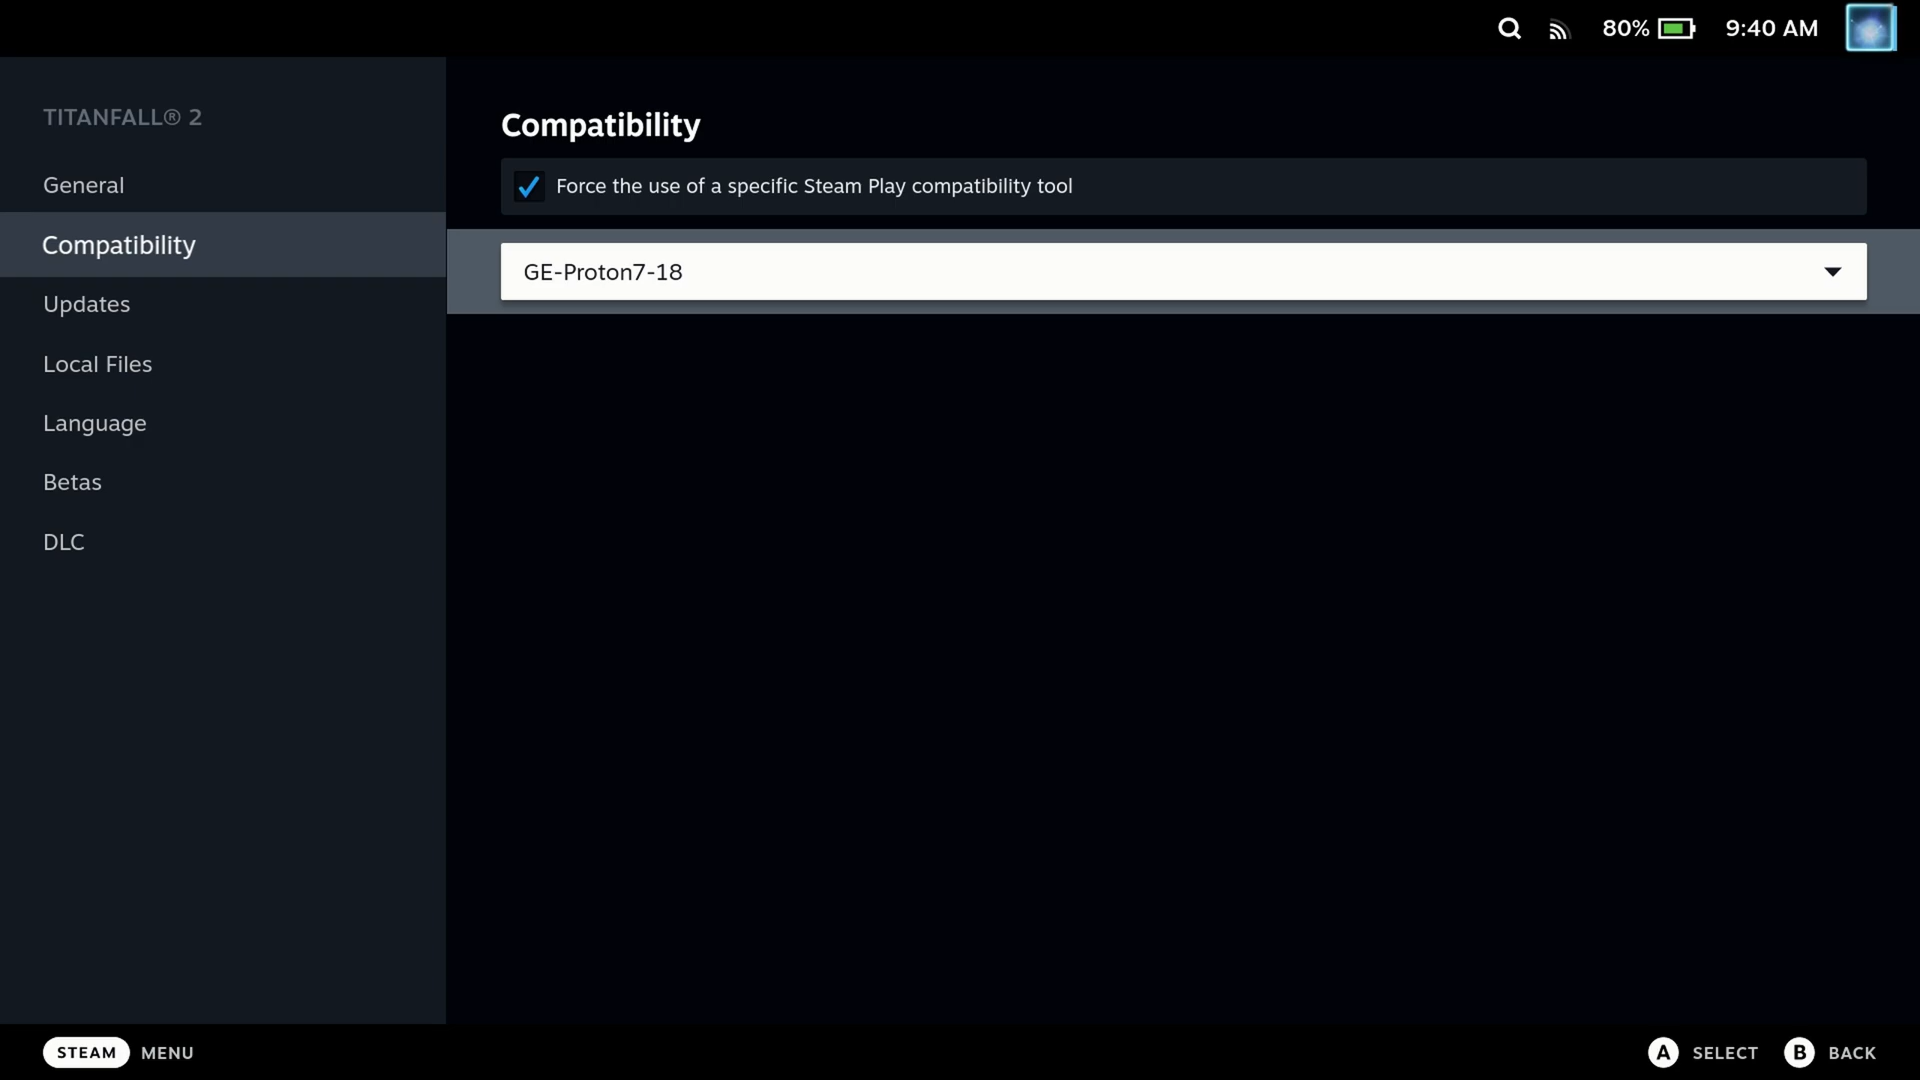 80%
9:40 AM
TITANFALL® 2
General
Compatibility
Updates
Local Files
Language
Betas
DLC
Compatibility
Force the use of a specific Steam Play compatibility tool
GE-Proton7-18
STEAM MENU
A SELECT B BACK